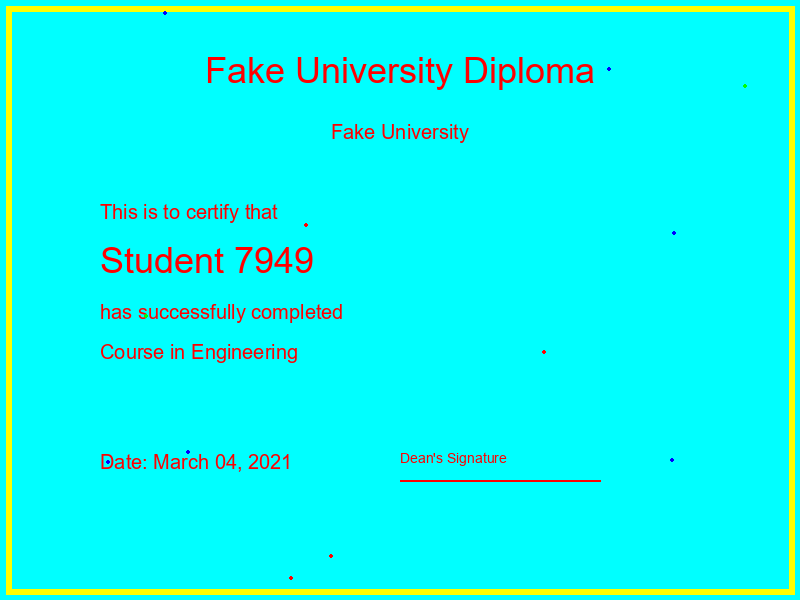 Fake University Diploma
Fake University
This is to certify that
Student 7949
has successfully completed
Course in Engineering
Date: March 04, 2021
Dean's Signature